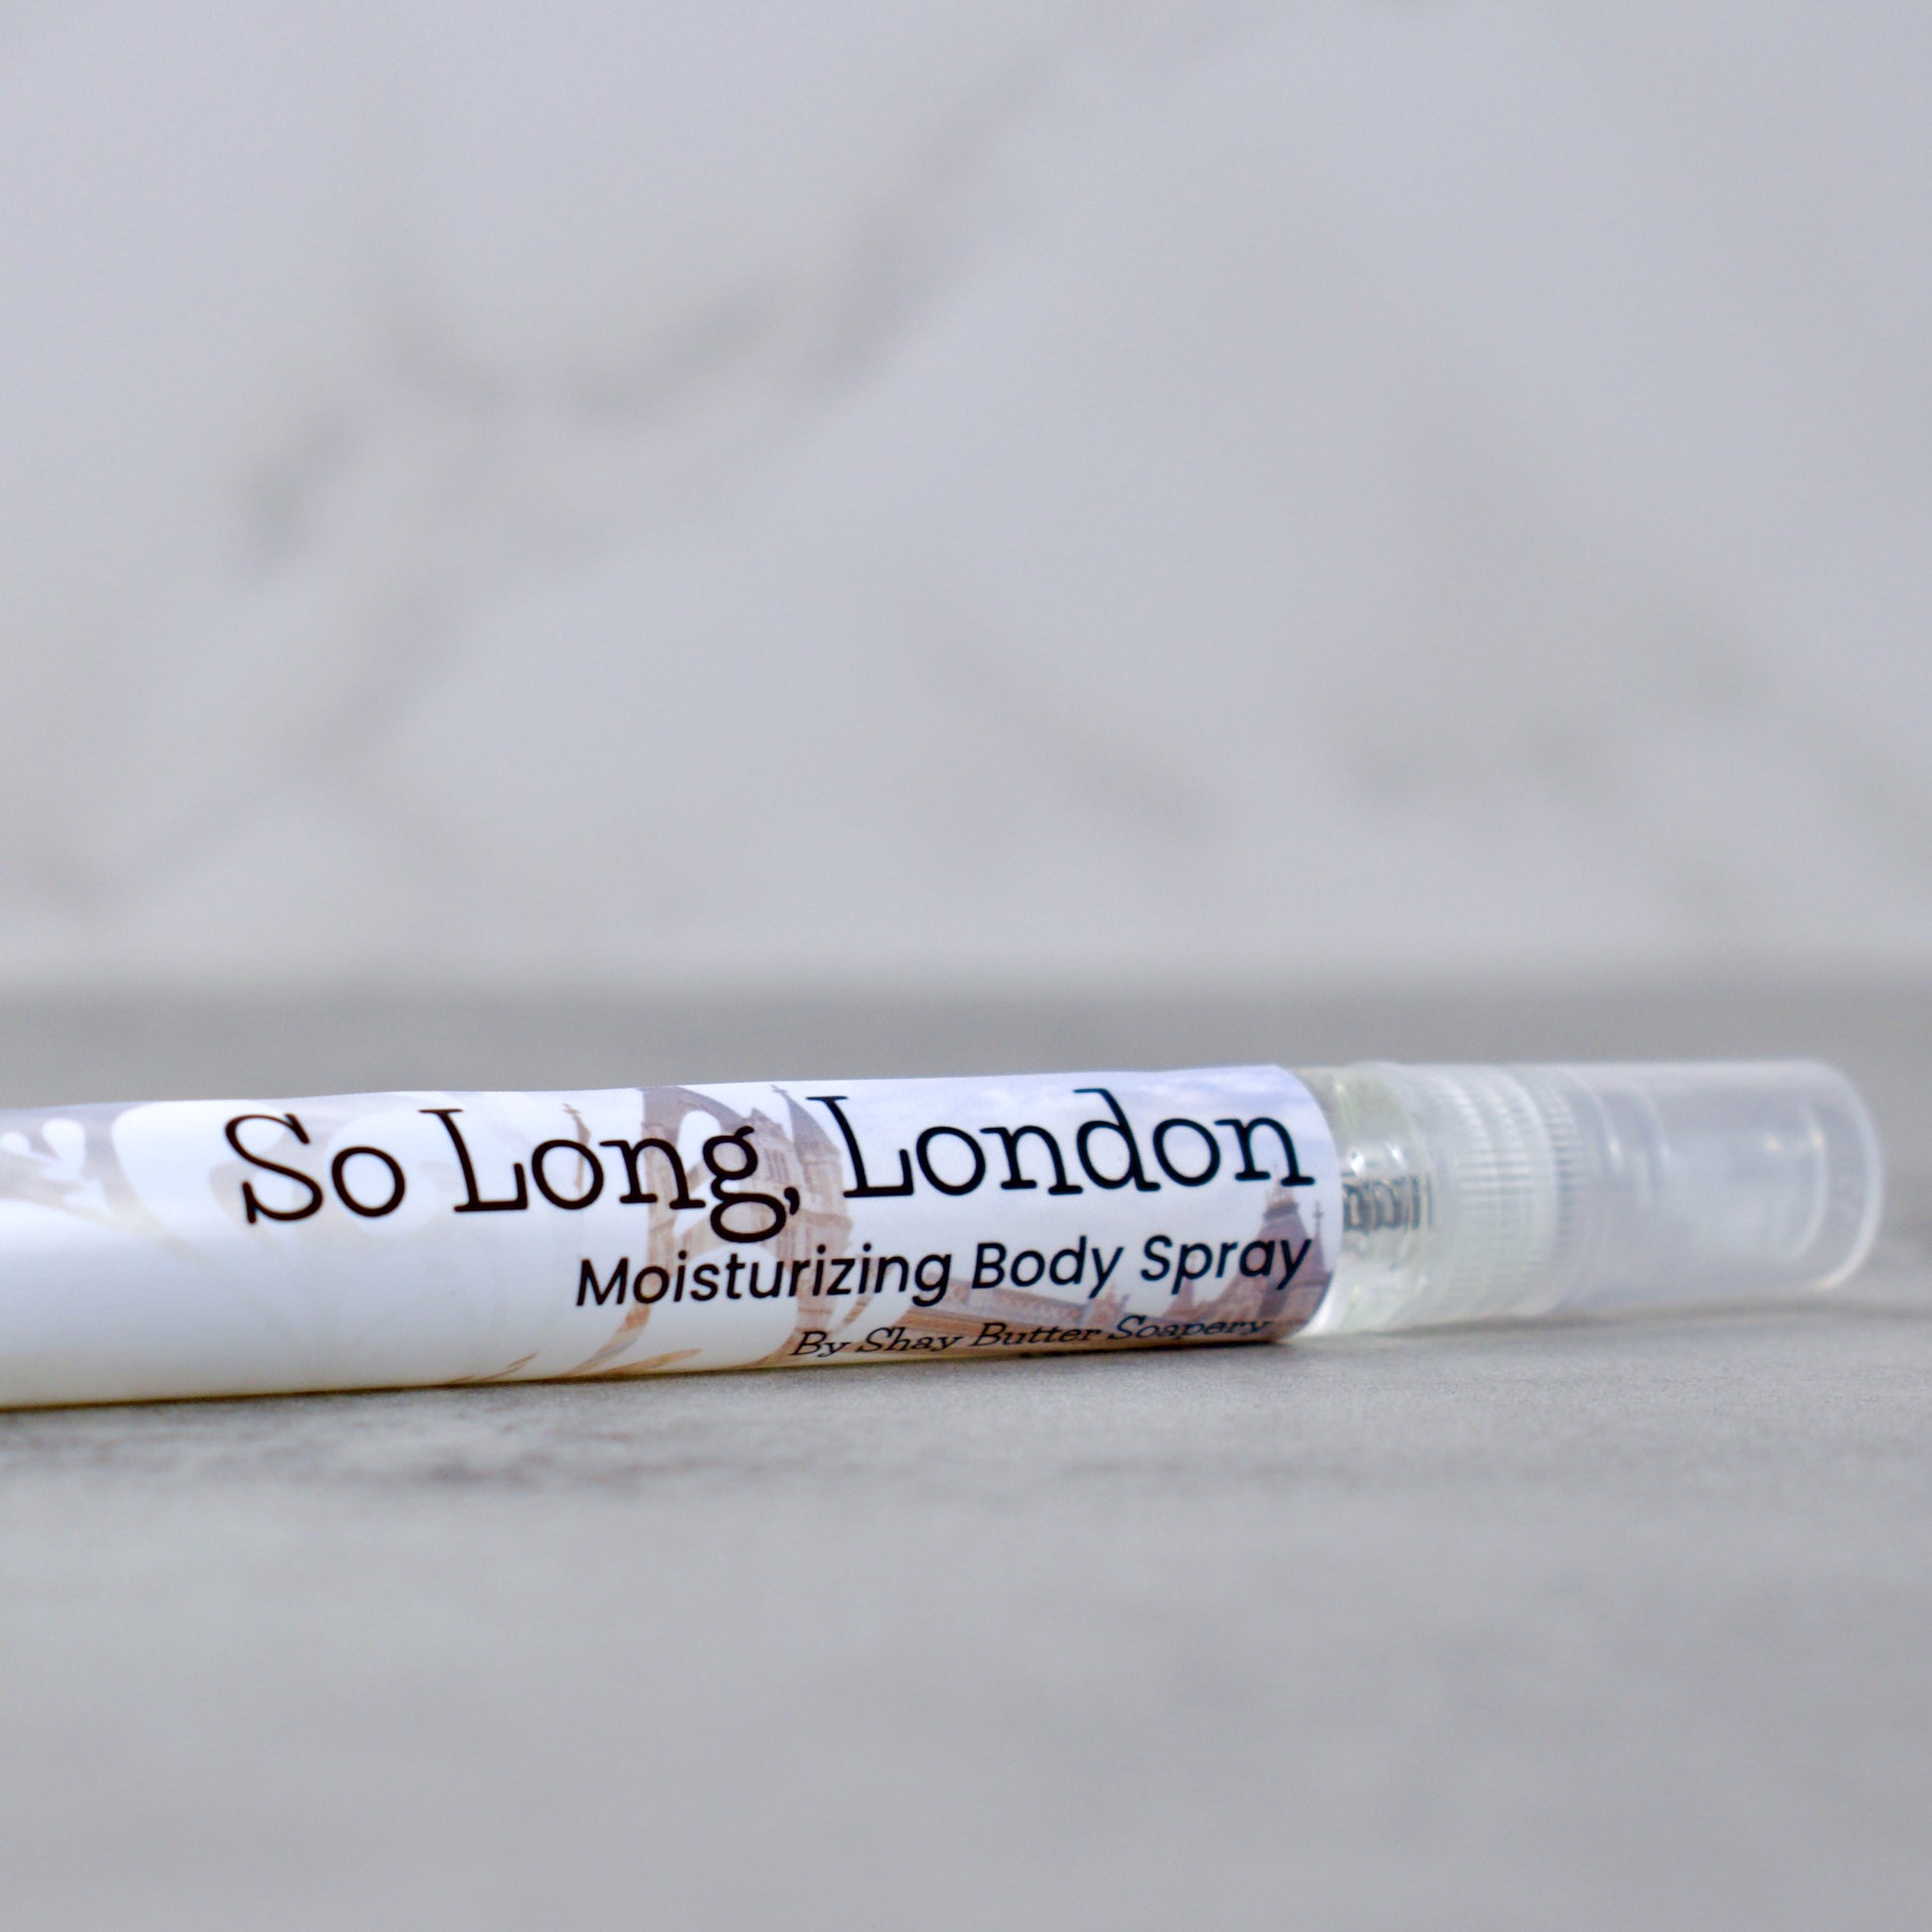 So Long, London
Moisturizing Body Spray
By Shay Butter Soapery